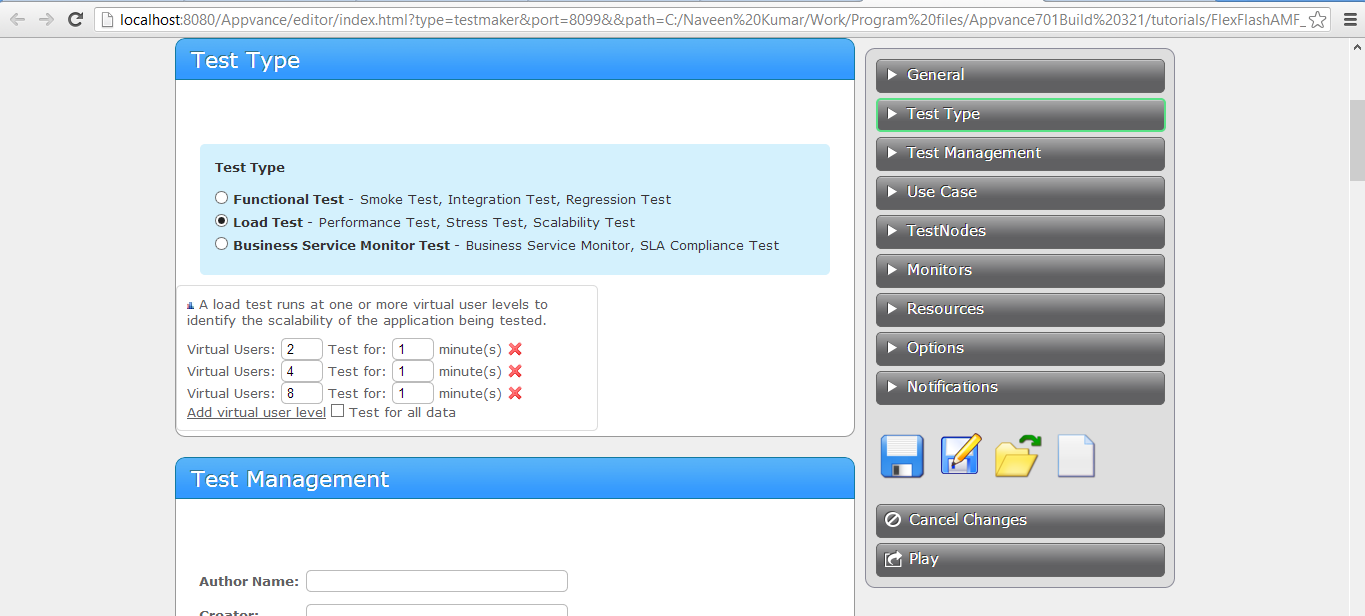 localhost:8080/Appvance/editor/index.html?type=testmaker&port=8099&&path=C:/Naveen%20Kumar/Work/Program%20files/Appvance701Build%20321/tutorials/FlexFlashAMF_
Test Type
Test Type
Functional Test - Smoke Test, Integration Test, Regression Test
Load Test - Performance Test, Stress Test, Scalability Test
Business Service Monitor Test - Business Service Monitor, SLA Compliance Test
A load test runs at one or more virtual user levels to
identify the scalability of the application being tested.
Virtual Users: 2 Test for: 1 minute(s)
Virtual Users: 4 Test for: 1 minute(s)
Virtual Users: 8 Test for: 1 minute(s)
Add virtual user level Test for all data
Test Management
Author Name:
Creator:
General
Test Type
Test Management
Use Case
TestNodes
Monitors
Resources
Options
Notifications
Cancel Changes
Play